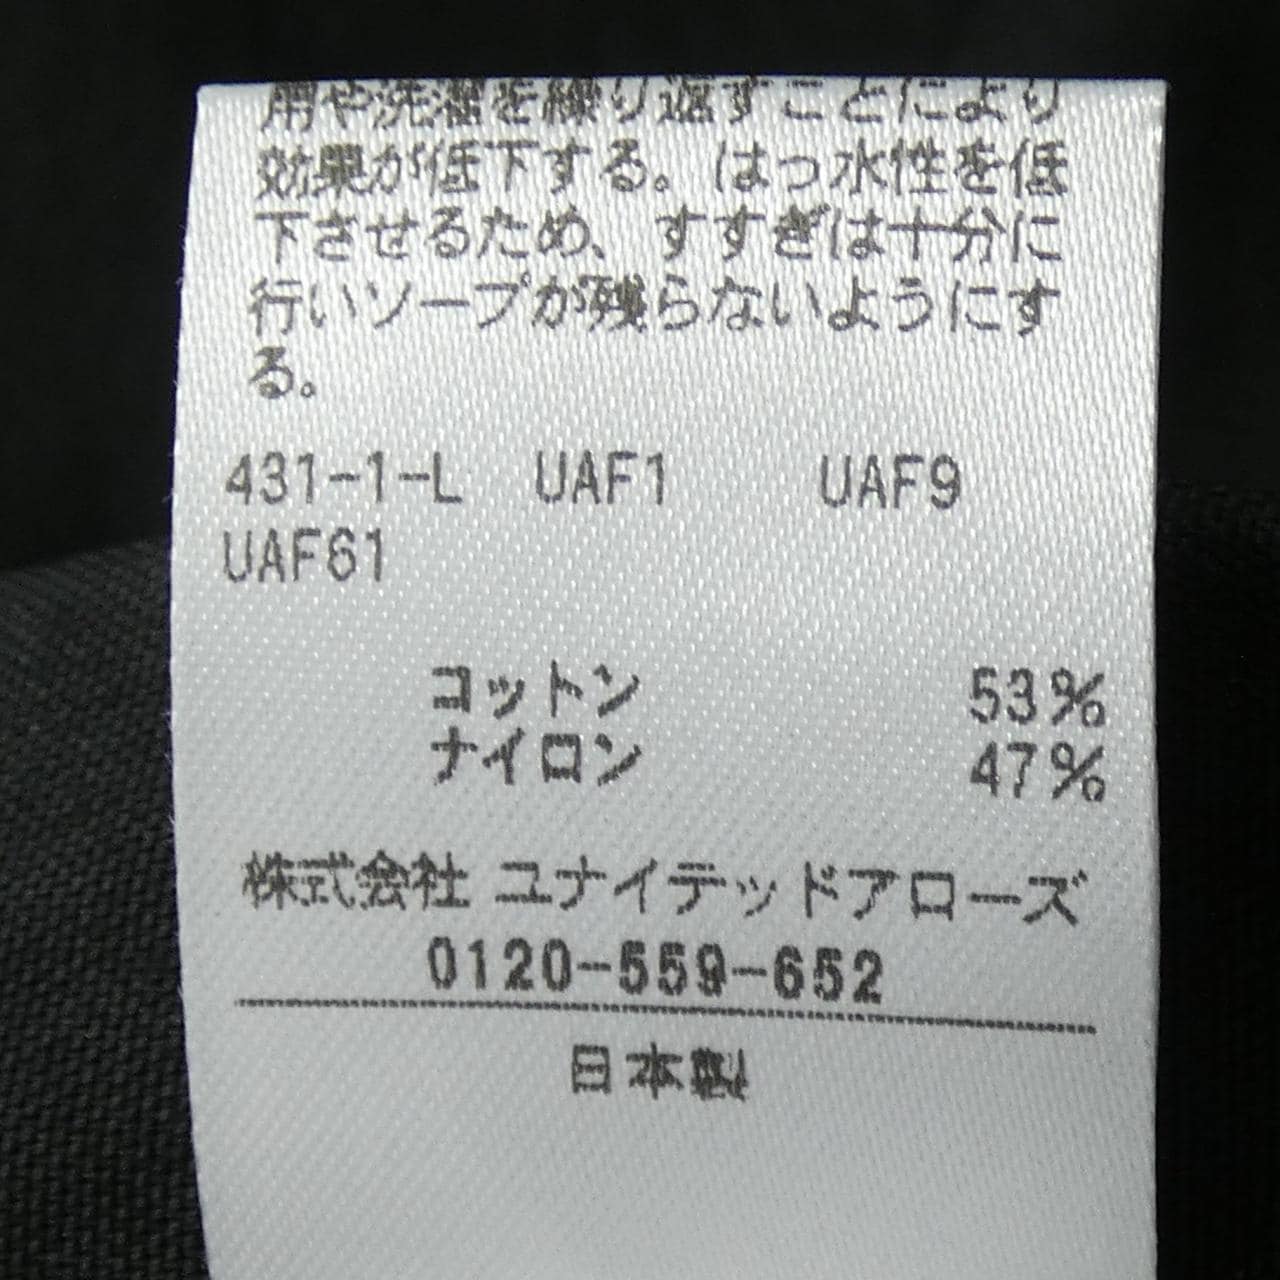 用や洗濯を繰り返すことにより
効果が低下する。はっ水性を低
下させるため、すすぎは十分に
行いソープが残らないようにす
る。
431-1-L UAF1 UAF9
UAF61
コットン 53%
ナイロン 47%
株式会社 ユナイテッドアローズ
0120-559-652
日本製